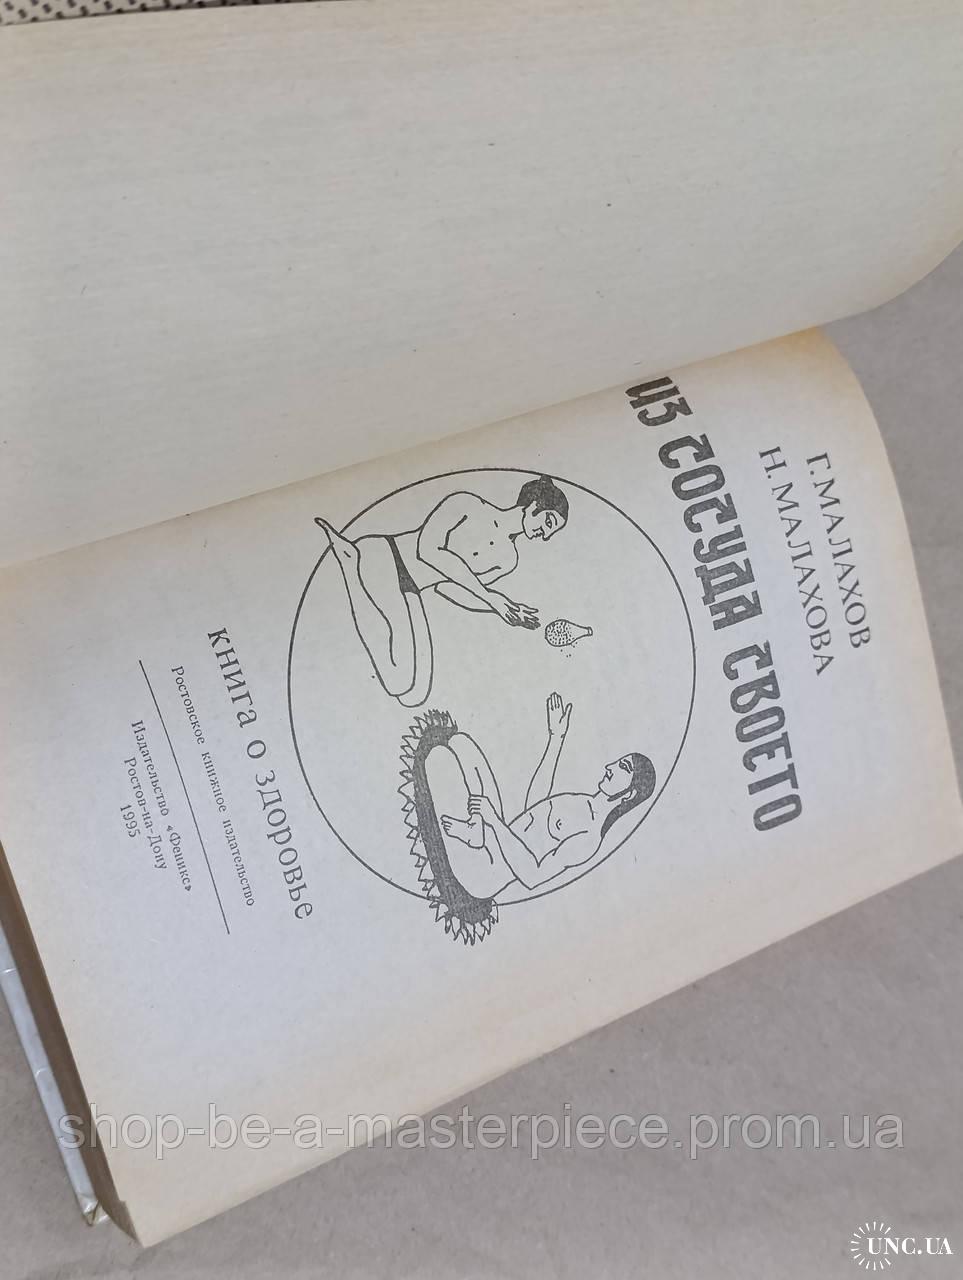 Г.МАЛАХОВ
Н.МАЛАХОВА
ИЗ СОСУДА СВОЕГО
КНИГА О ЗДОРОВЬЕ
Ростовское книжное издательство
Издательство «Феникс»
Ростов-на-Дону
1995
shop-be-a-masterpiece.prom.ua
UNC.UA